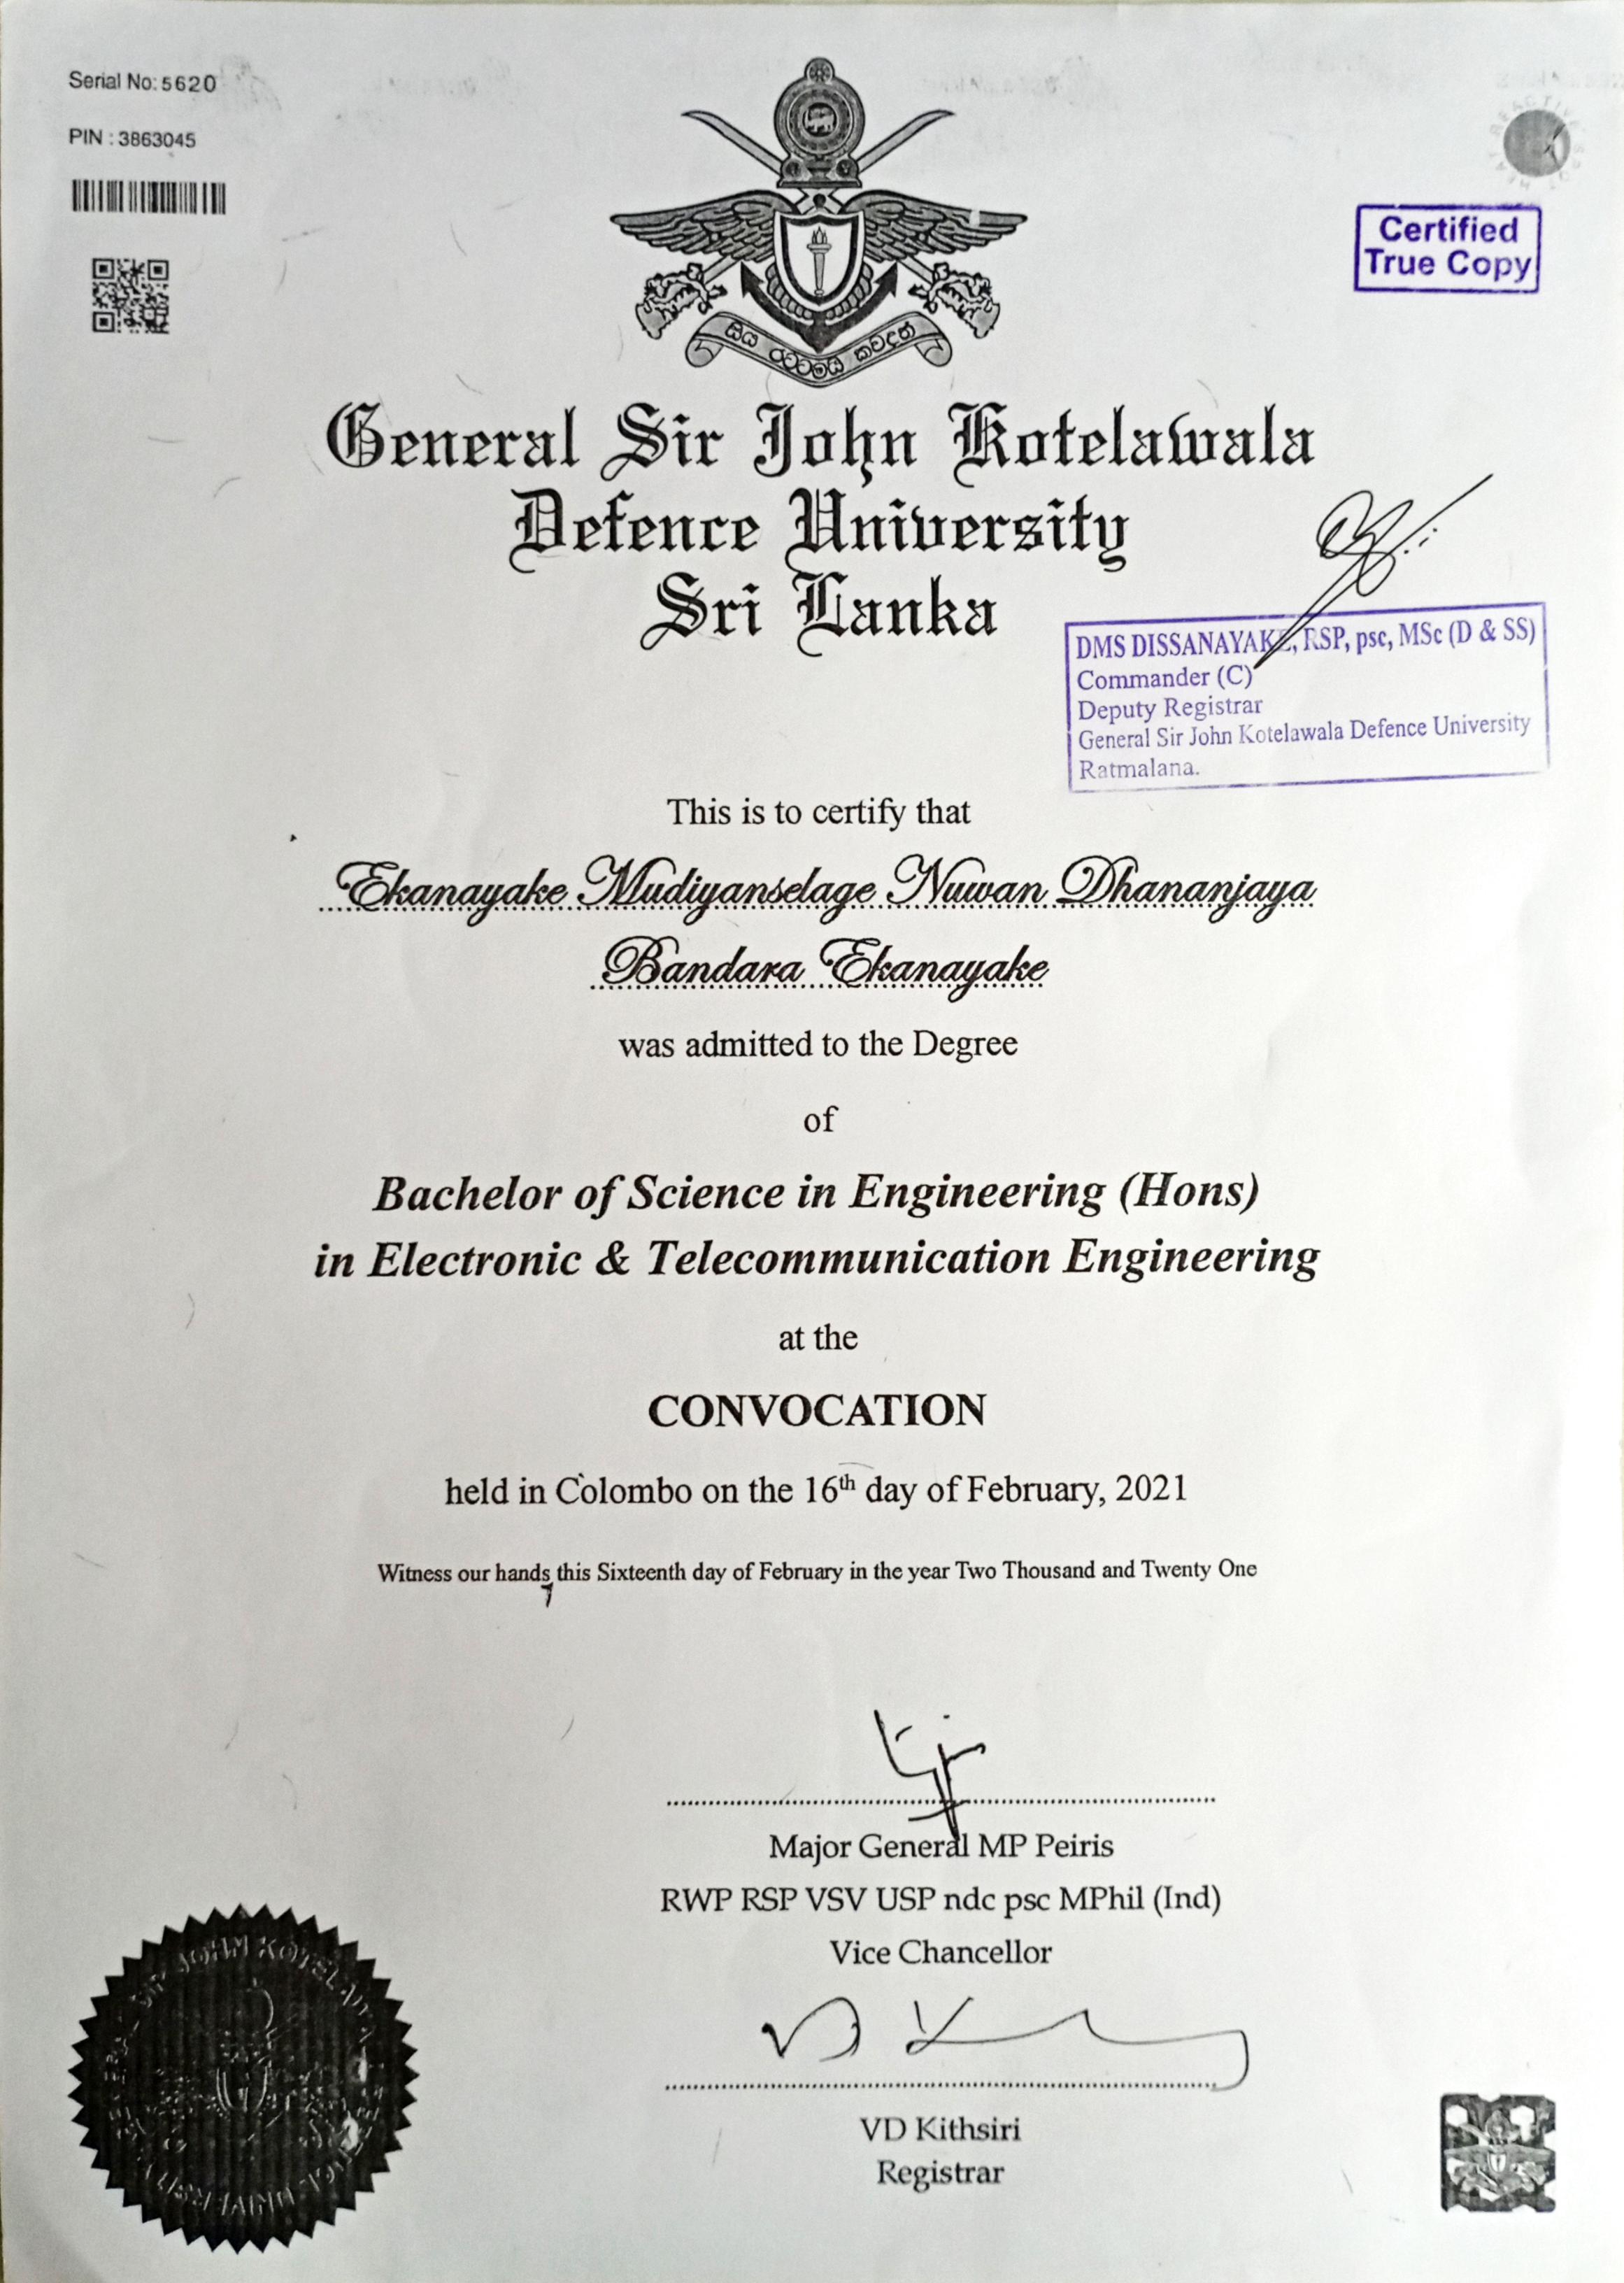 Serial No: 5620
PIN : 3863045
Certified
True Copy
General Sir John Kotelawala
Defence University
Sri Lanka
DMS DISSANAYAKE, RSP, psc, MSc (D & SS)
Commander (C)
Deputy Registrar
General Sir John Kotelawala Defence University
Ratmalana.
This is to certify that
Ekanayake Mudiyanselage Nuwan Dhananjaya
Bandara Ekanayake
was admitted to the Degree
of
Bachelor of Science in Engineering (Hons)
in Electronic & Telecommunication Engineering
at the
CONVOCATION
held in Colombo on the 16th day of February, 2021
Witness our hands this Sixteenth day of February in the year Two Thousand and Twenty One
Major General MP Peiris
RWP RSP VSV USP ndc psc MPhil (Ind)
Vice Chancellor
VD Kithsiri
Registrar